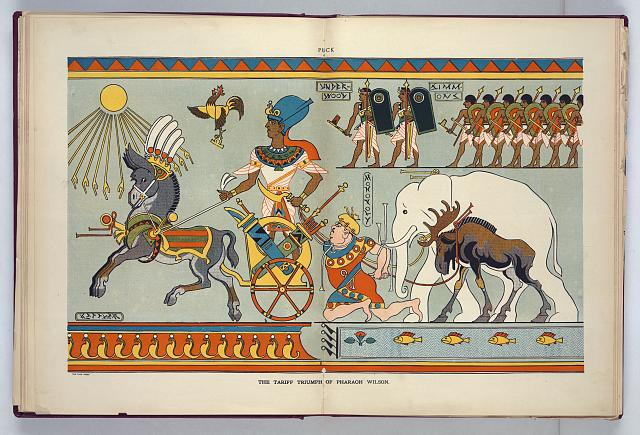 PUCK
UNDER-
WOOD
SIMM-
ONS
MONOPOLY
THE TARIFF TRIUMPH OF PHARAOH WILSON.